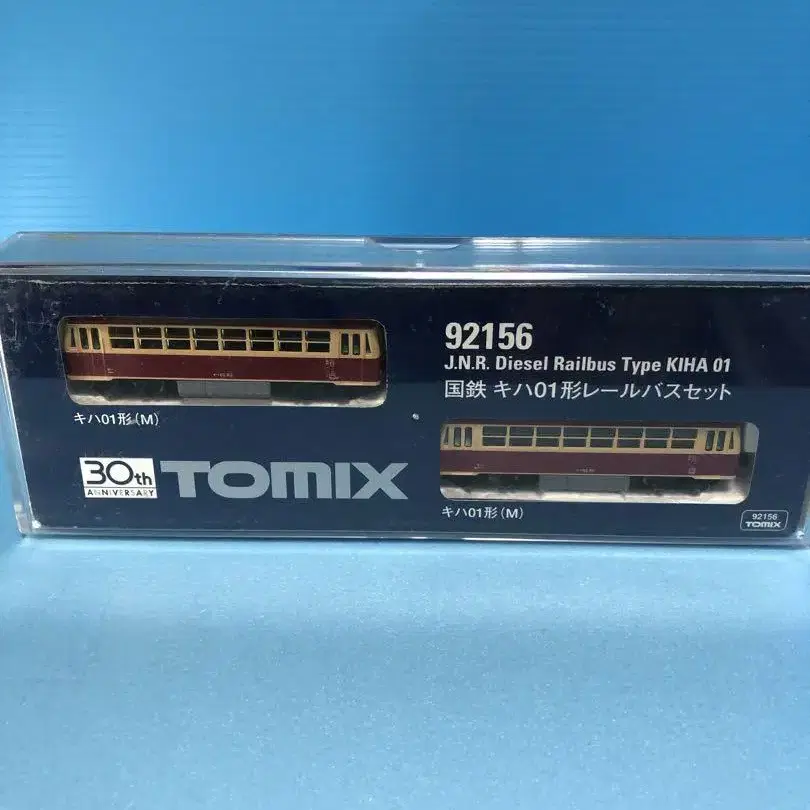 92156
J.N.R. Diesel Railbus Type KIHA 01
国鉄 キハ01形レールバスセット
キハ01形(M)
30th
ANNIVERSARY
TOMIX
キハ01形(M)
92156
TOMIX